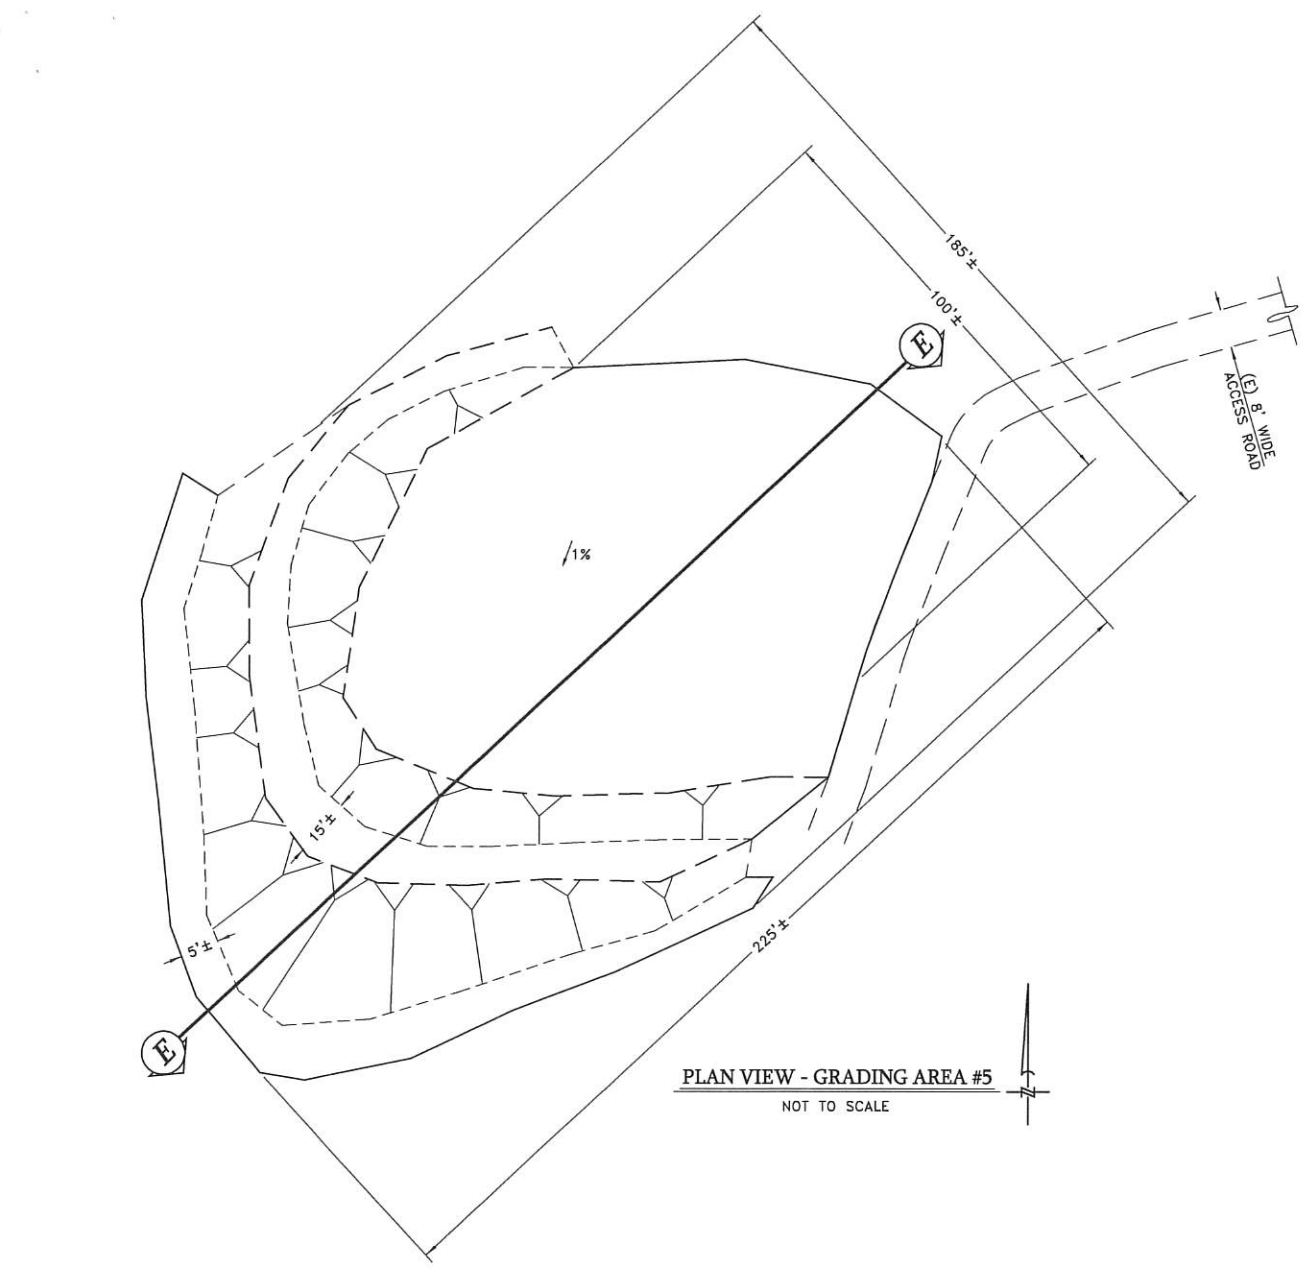 185'±
100'±
E
(E) 8' WIDE
ACCESS ROAD
1%
15'±
5'±
225'±
E
PLAN VIEW - GRADING AREA #5
NOT TO SCALE
N